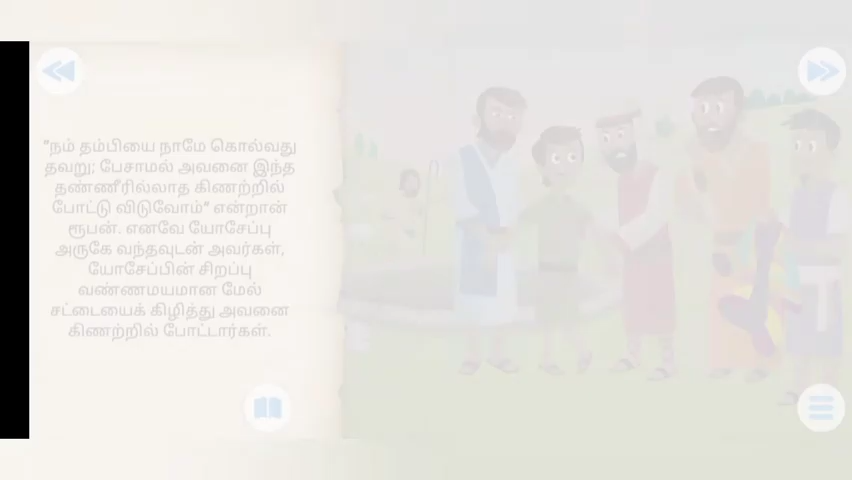 "நம் தம்பியை நாமே கொல்வது
தவறு; பேசாமல் அவனை இந்த
தண்ணீரில்லாத கிணற்றில்
போட்டு விடுவோம்" என்றான்
ரூபன். எனவே யோசேப்பு
அருகே வந்தவுடன் அவர்கள்,
யோசேப்பின் சிறப்பு
வண்ணமயமான மேல்
சட்டையைக் கிழித்து அவனை
கிணற்றில் போட்டார்கள்.